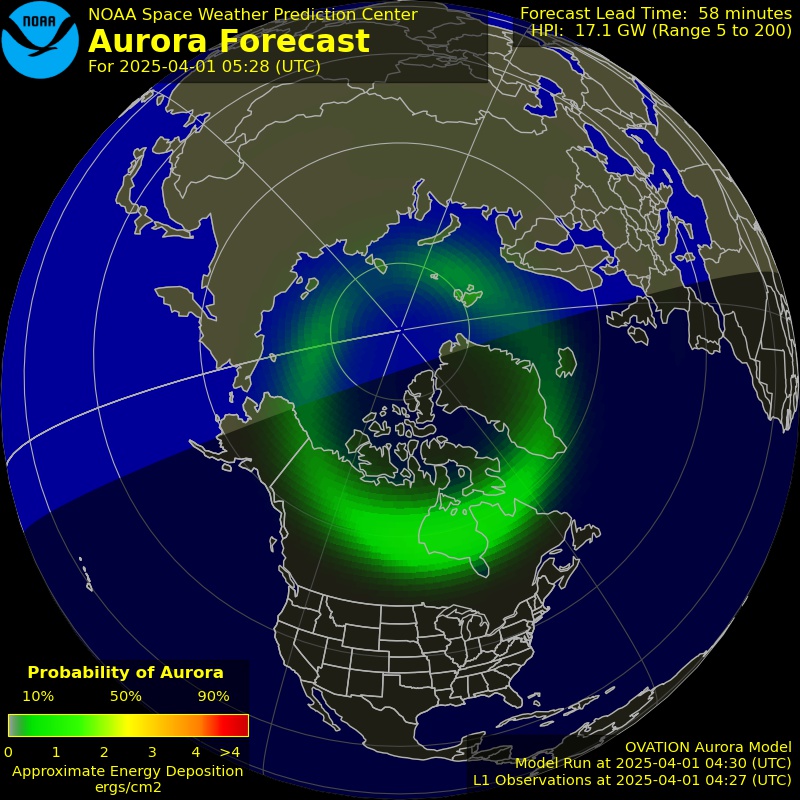 NOAA
NOAA Space Weather Prediction Center
Aurora Forecast
For 2025-04-01 05:28 (UTC)
Forecast Lead Time: 58 minutes
HPI: 17.1 GW (Range 5 to 200)
Probability of Aurora
10% 50% 90%
0 1 2 3 4 >4
Approximate Energy Deposition
ergs/cm2
OVATION Aurora Model
Model Run at 2025-04-01 04:30 (UTC)
L1 Observations at 2025-04-01 04:27 (UTC)